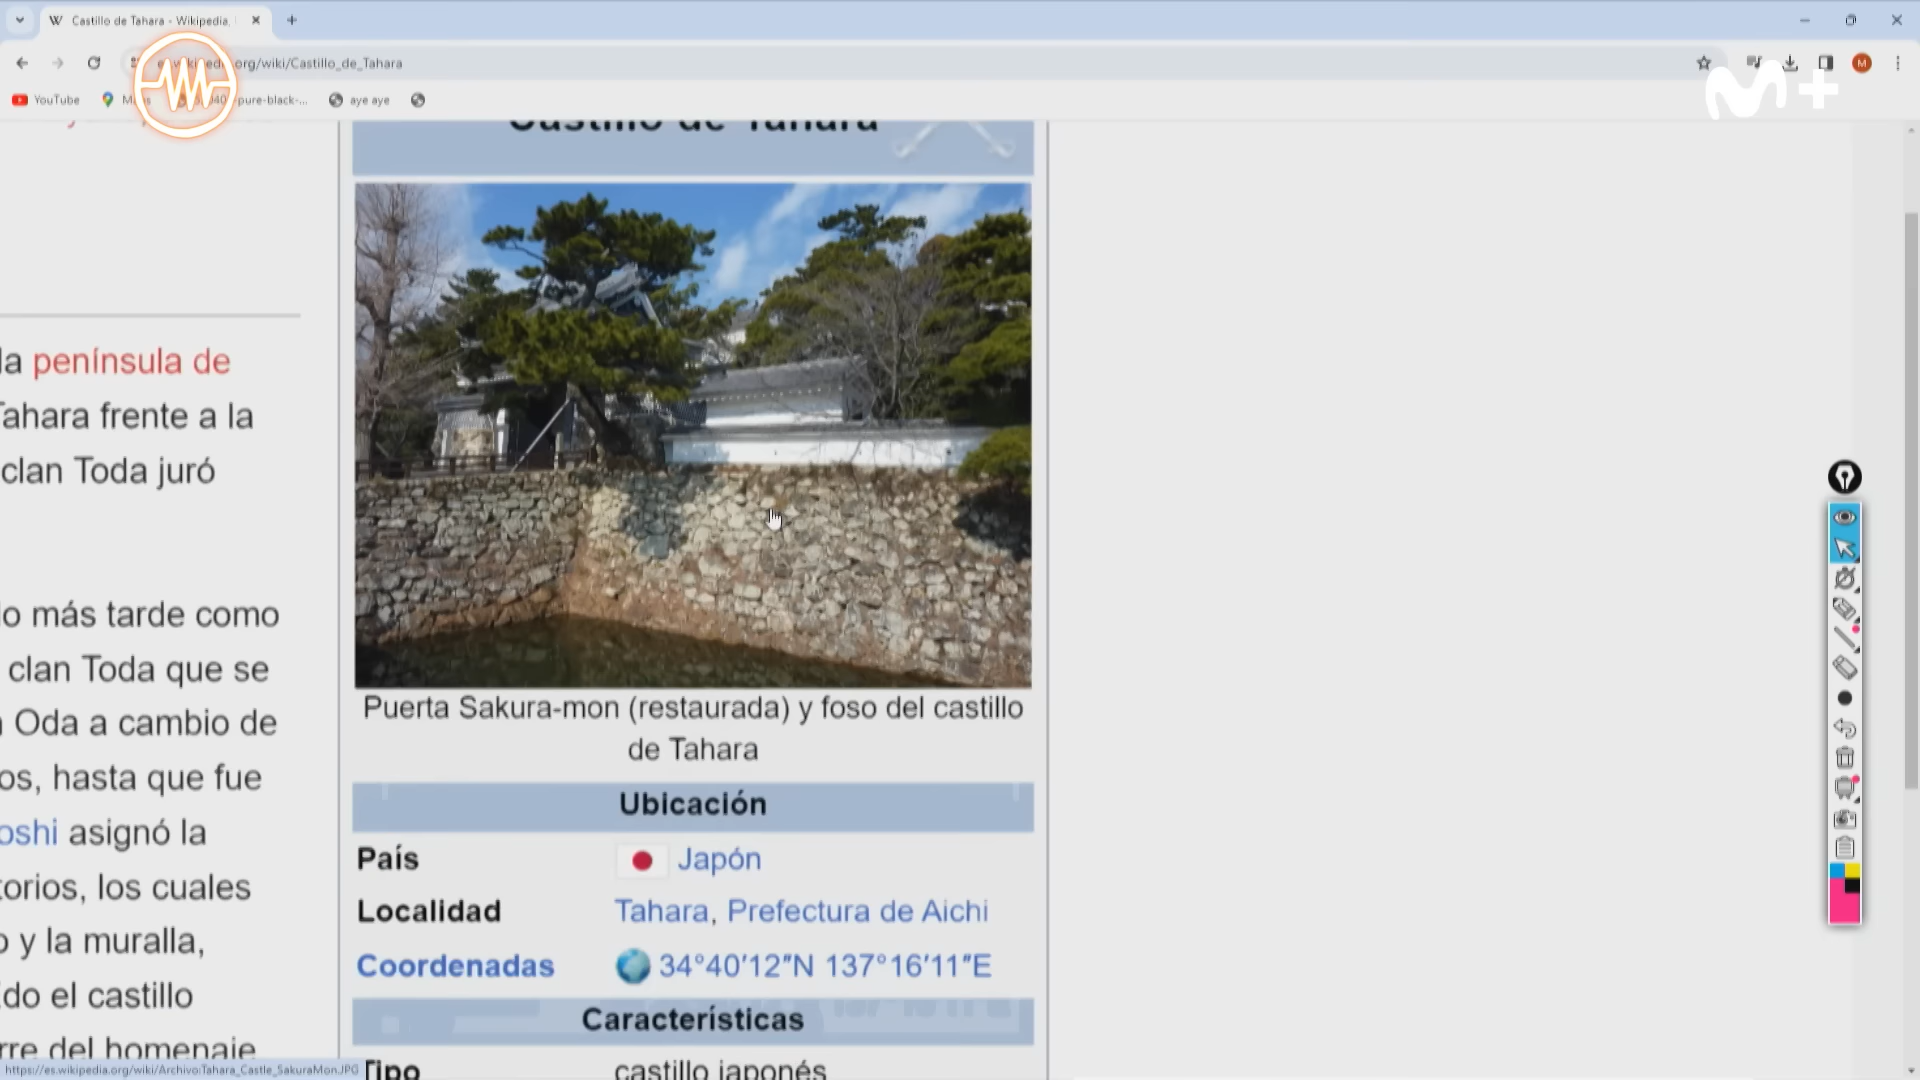 Castillo de Tahara - Wikipedia,
org/wiki/Castillo_de_Tahara
M
YouTube
pure-black-...
aye aye
M+
Castillo de Tahara
la península de
Tahara frente a la
clan Toda juró
lo más tarde como
clan Toda que se
Oda a cambio de
os, hasta que fue
oshi asignó la
torios, los cuales
o y la muralla,
do el castillo
rre del homenaje
Puerta Sakura-mon (restaurada) y foso del castillo
de Tahara
Ubicación
País Japón
Localidad Tahara, Prefectura de Aichi
Coordenadas 34°40′12″N 137°16′11″E
Características
Tipo castillo japonés
https://es.wikipedia.org/wiki/Archivo:Tahara_Castle_SakuraMon.JPG